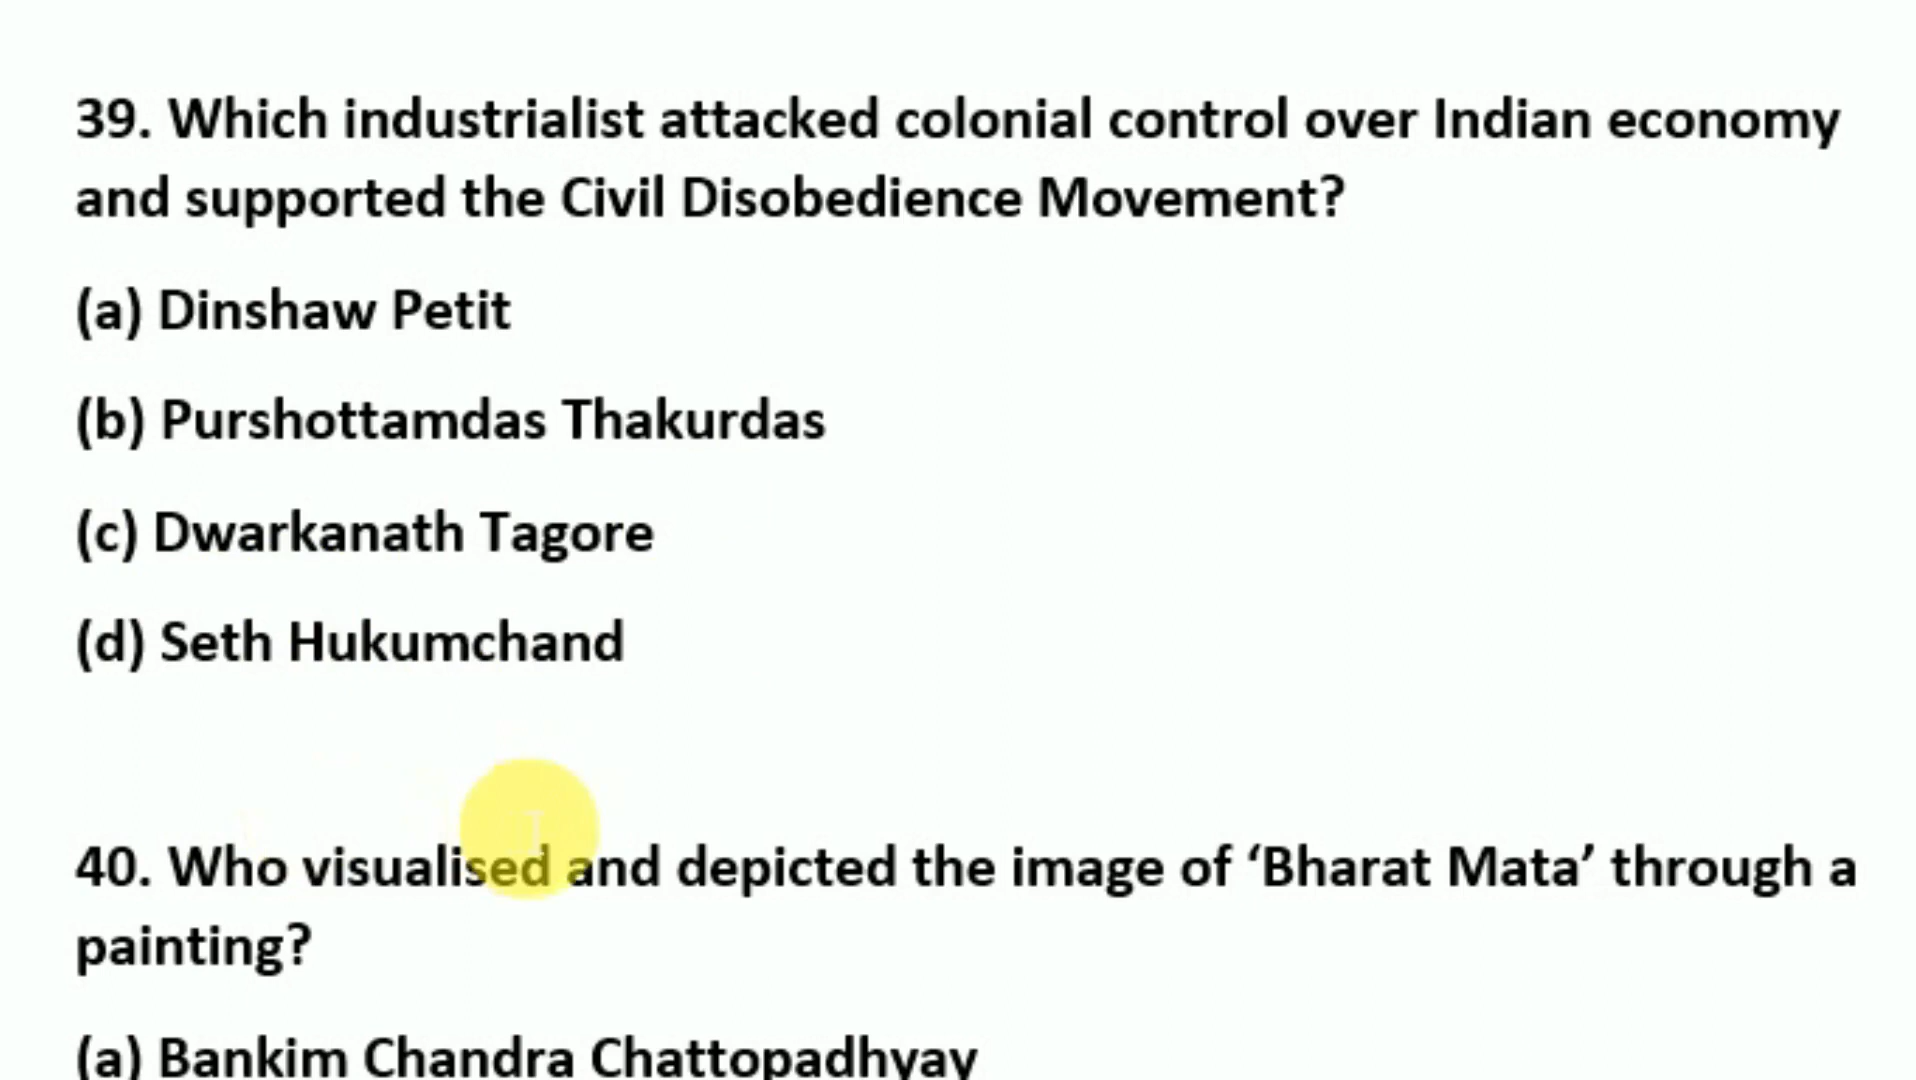 39. Which industrialist attacked colonial control over Indian economy
and supported the Civil Disobedience Movement?
(a) Dinshaw Petit
(b) Purshottamdas Thakurdas
(c) Dwarkanath Tagore
(d) Seth Hukumchand
40. Who visualised and depicted the image of ‘Bharat Mata’ through a
painting?
(a) Bankim Chandra Chattopadhyay